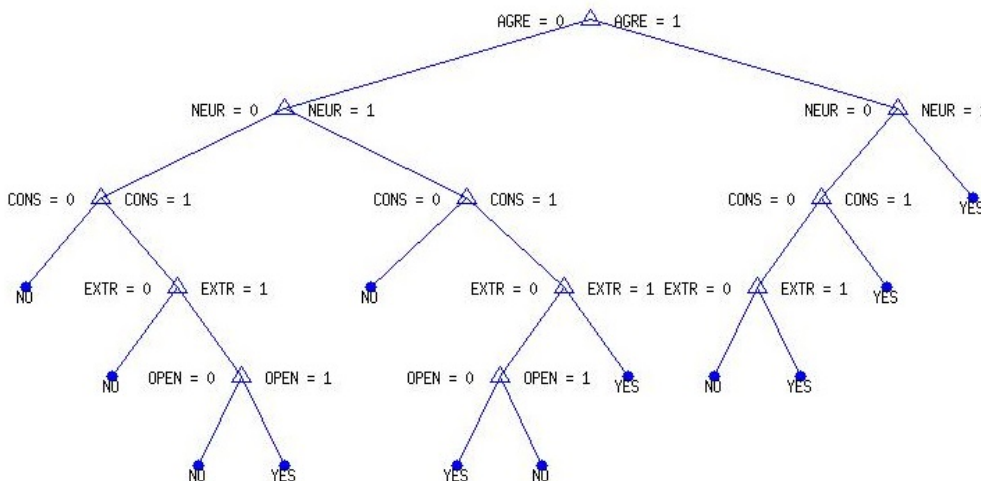 AGRE = 0 AGRE = 1
NEUR = 0 NEUR = 1 NEUR = 0 NEUR =
CONS = 0 CONS = 1 CONS = 0 CONS = 1 CONS = 0 CONS = 1 YES
NO EXTR = 0 EXTR = 1 NO EXTR = 0 EXTR = 1 EXTR = 0 EXTR = 1 YES
NO OPEN = 0 OPEN = 1 OPEN = 0 OPEN = 1 YES NO YES
NO YES YES NO